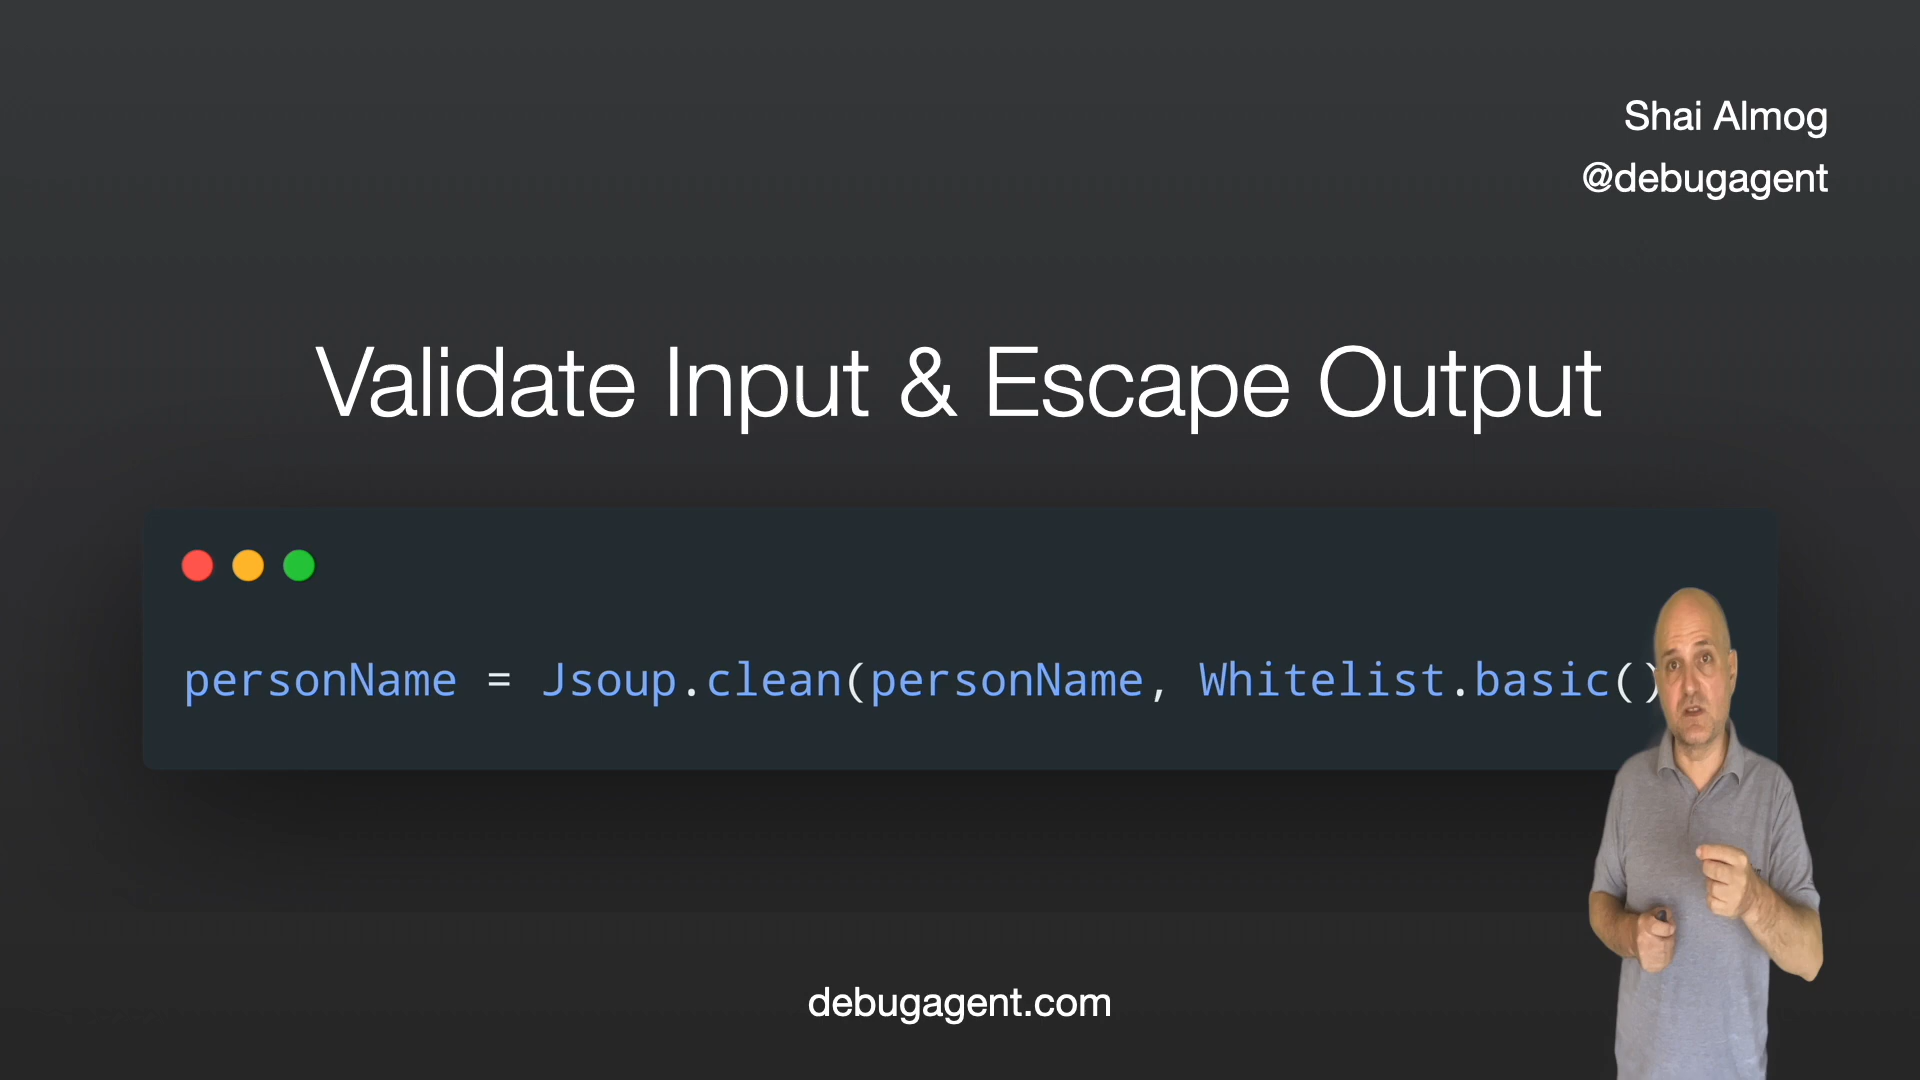 Shai Almog
@debugagent
Validate Input & Escape Output
personName = Jsoup.clean(personName, Whitelist.basic()
debugagent.com